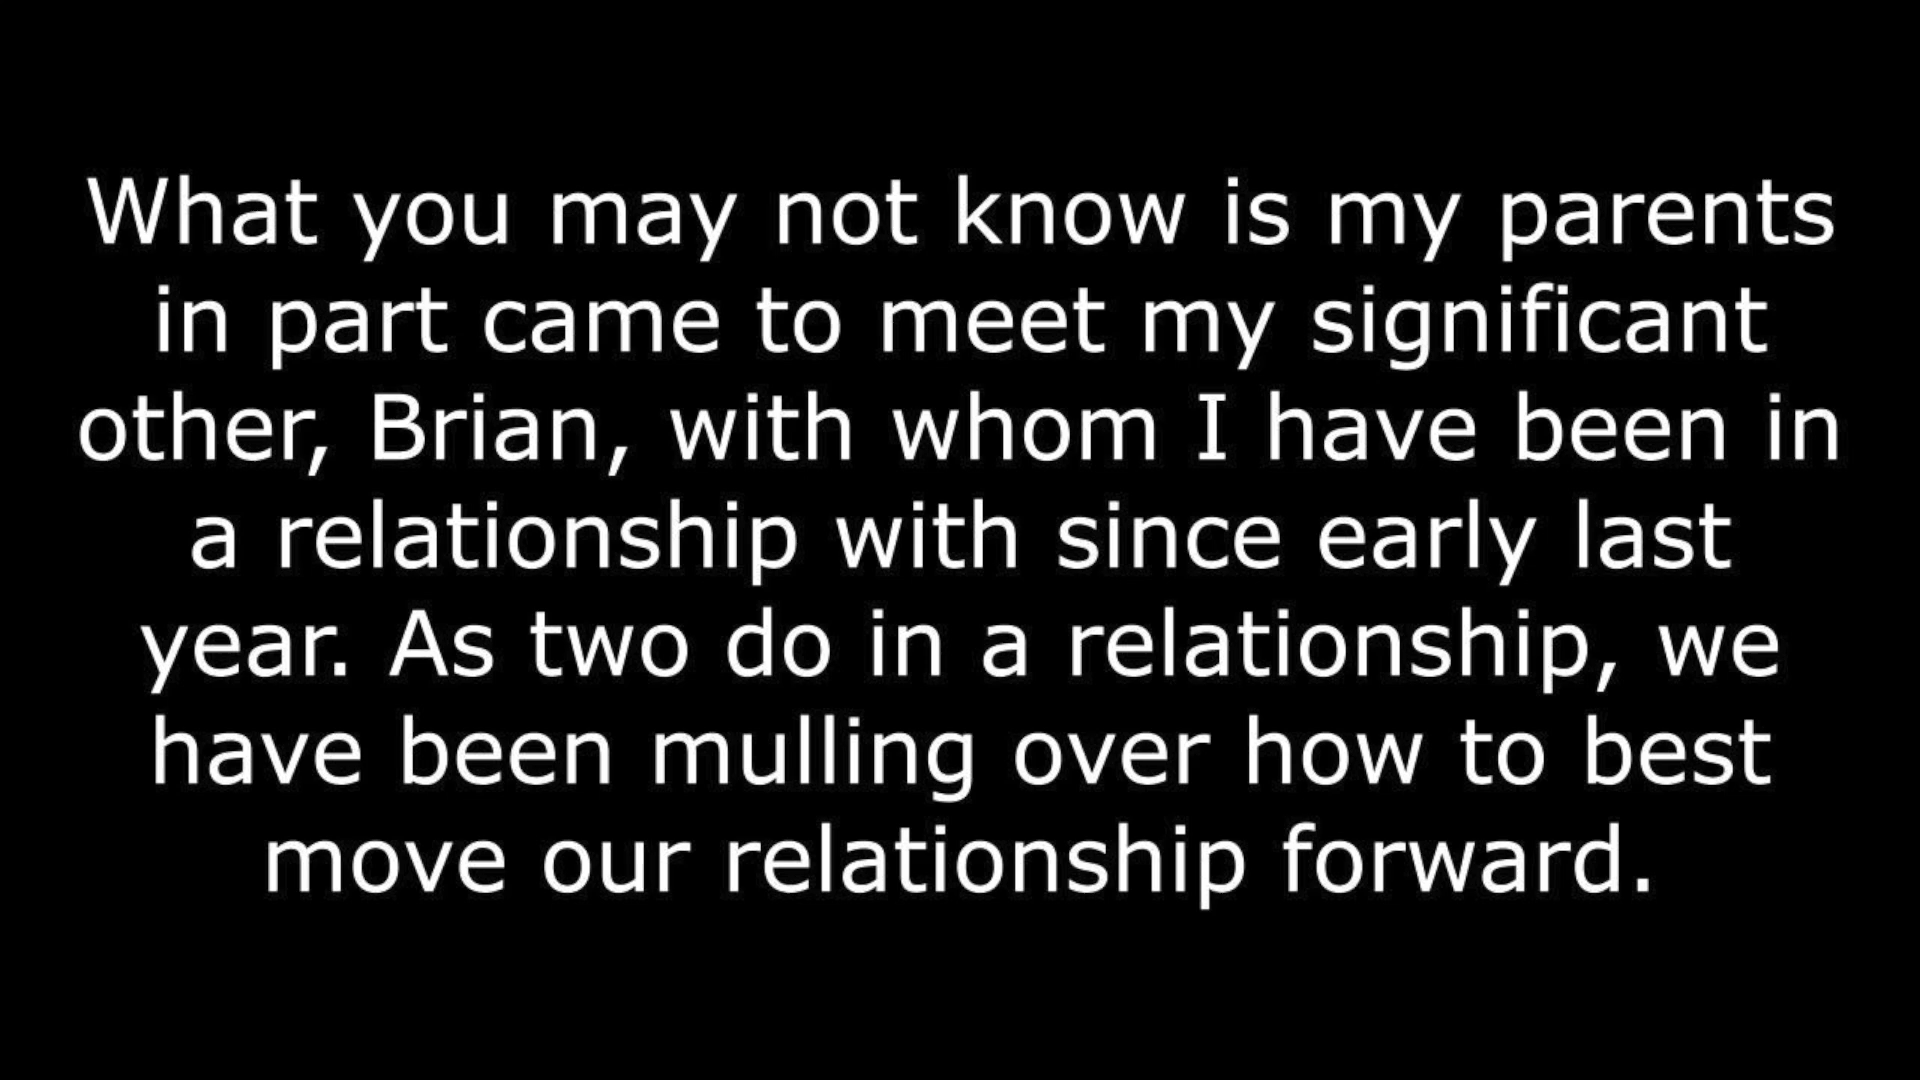 What you may not know is my parents
in part came to meet my significant
other, Brian, with whom I have been in
a relationship with since early last
year. As two do in a relationship, we
have been mulling over how to best
move our relationship forward.